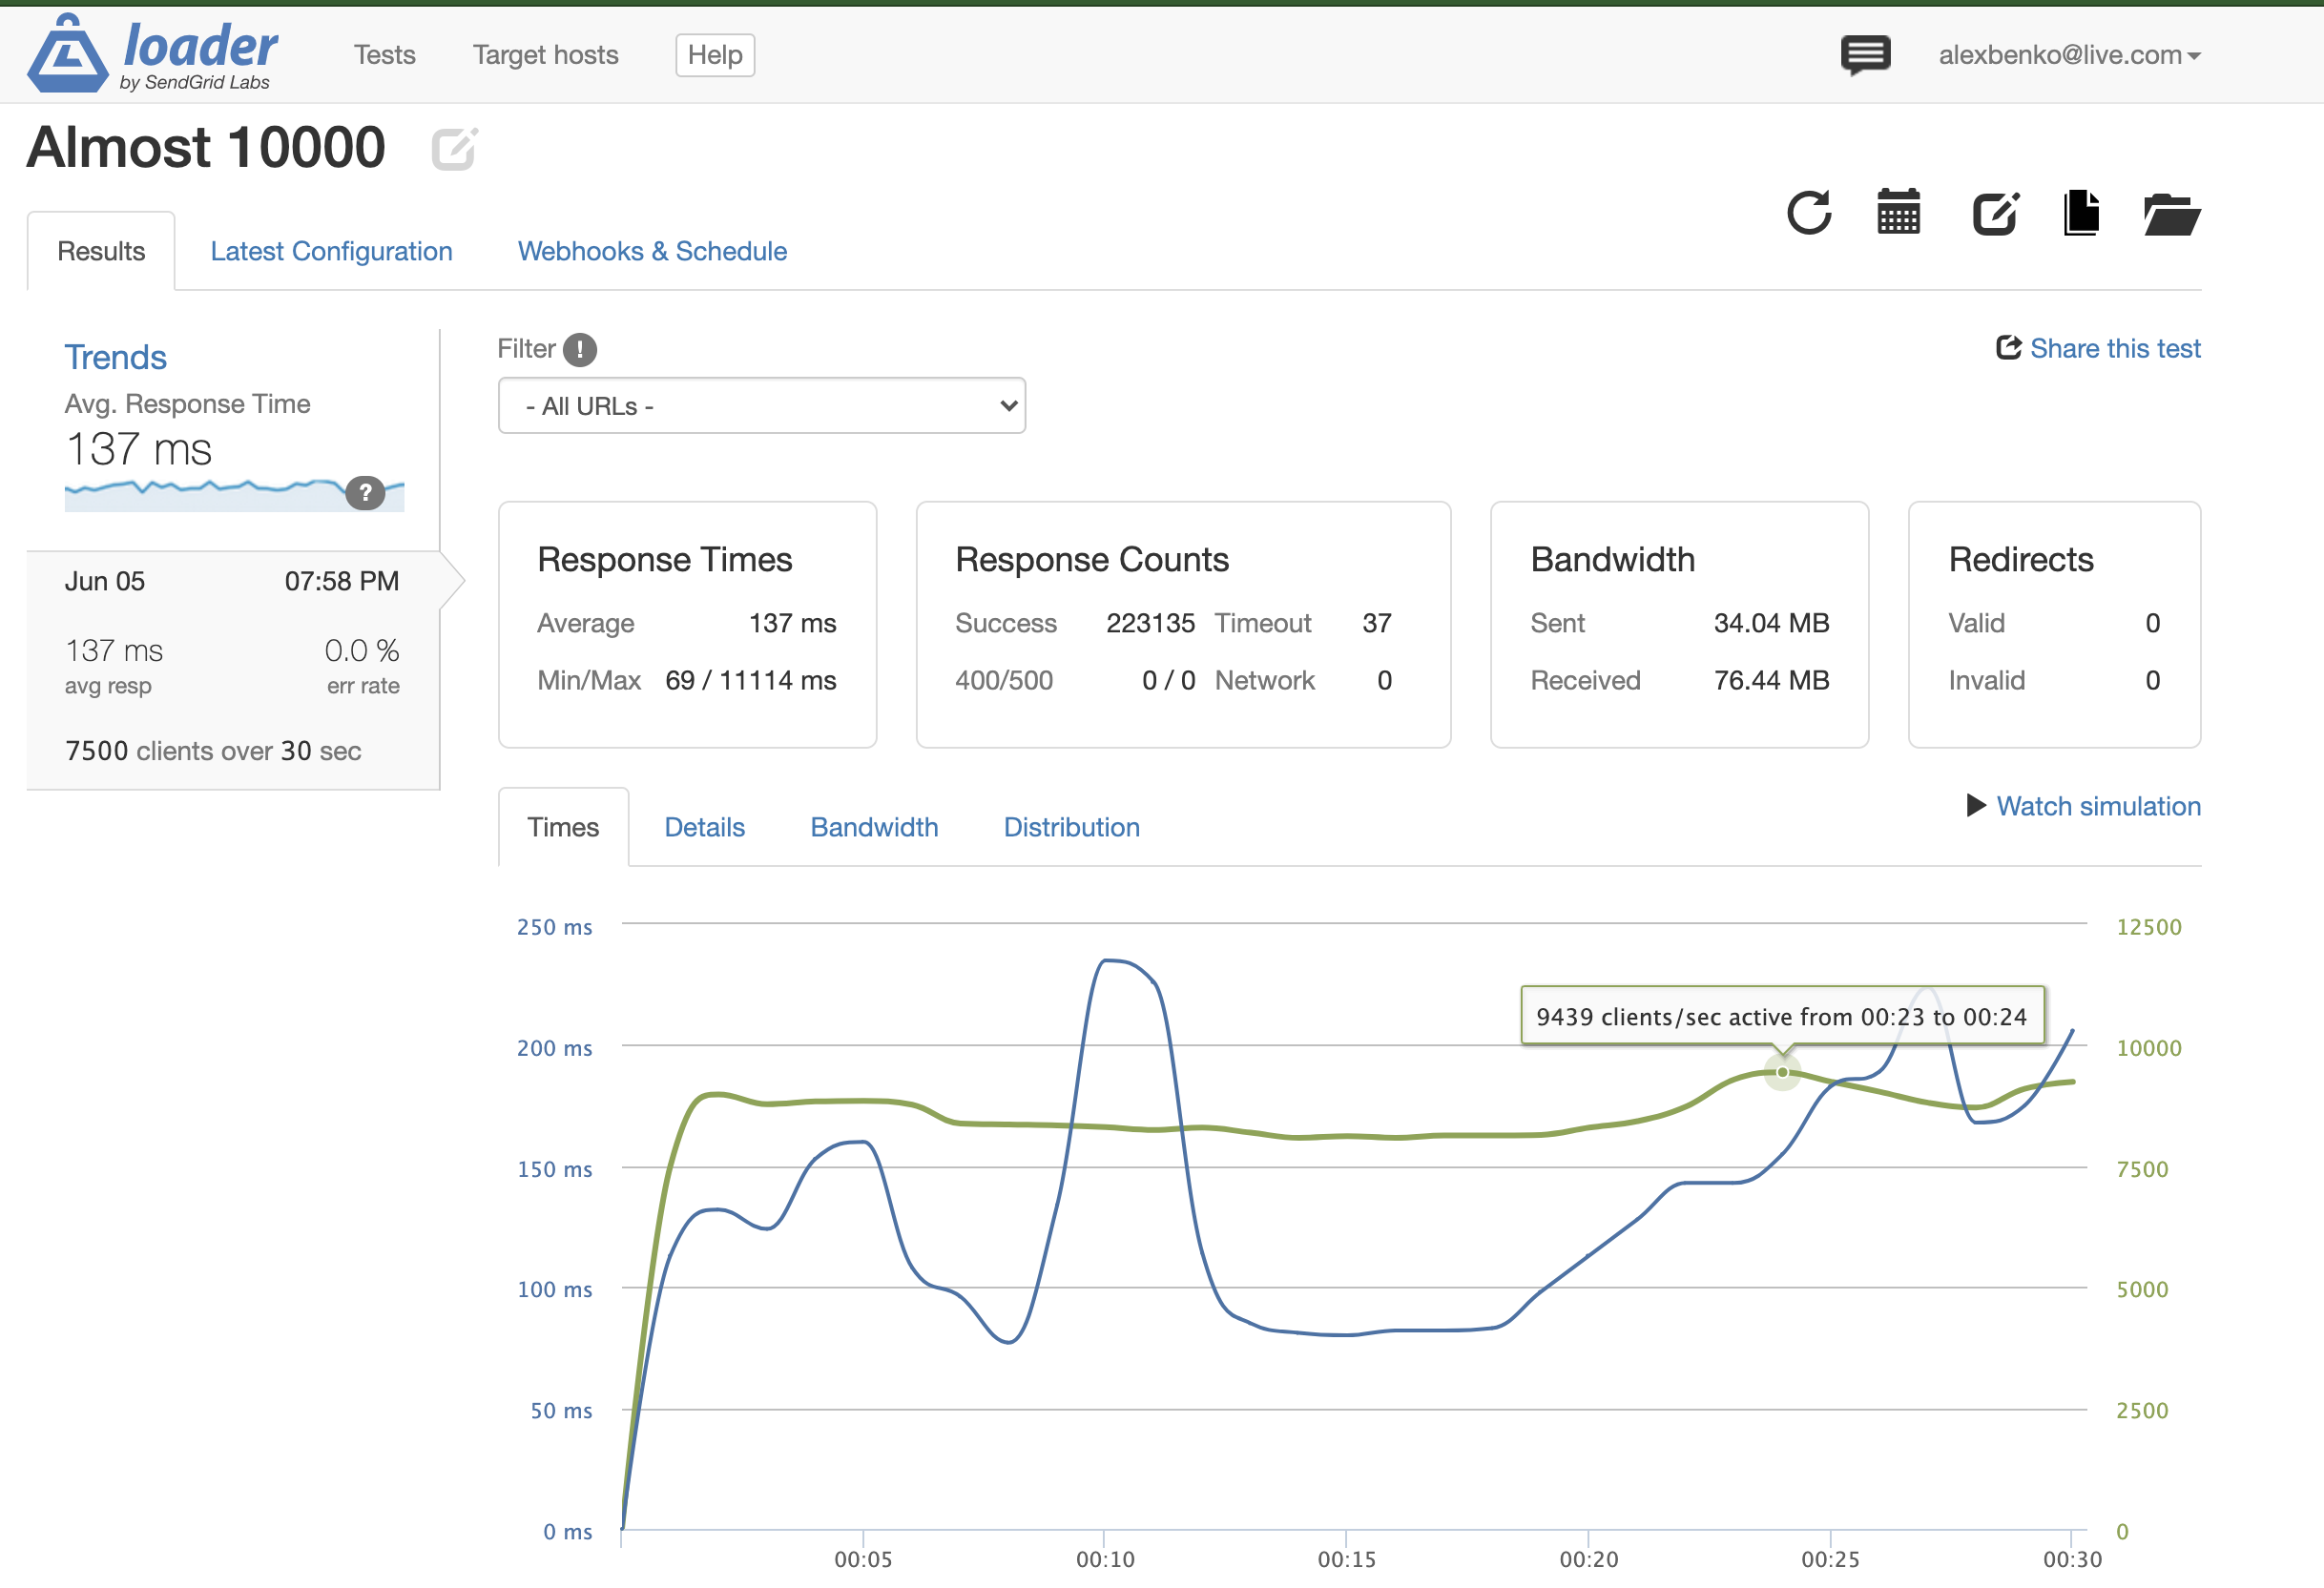 loader
by SendGrid Labs
Tests
Target hosts
Help
alexbenko@live.com
Almost 10000
Results
Latest Configuration
Webhooks & Schedule
Trends
Avg. Response Time
137 ms
?
Jun 05 07:58 PM
137 ms 0.0 %
avg resp err rate
7500 clients over 30 sec
Filter !
Share this test
- All URLs -
Response Times
Average 137 ms
Min/Max 69 / 11114 ms
Response Counts
Success 223135 Timeout 37
400/500 0 / 0 Network 0
Bandwidth
Sent 34.04 MB
Received 76.44 MB
Redirects
Valid 0
Invalid 0
Times
Details
Bandwidth
Distribution
Watch simulation
250 ms 12500
9439 clients/sec active from 00:23 to 00:24
200 ms 10000
150 ms 7500
100 ms 5000
50 ms 2500
0 ms 0
00:05 00:10 00:15 00:20 00:25 00:30